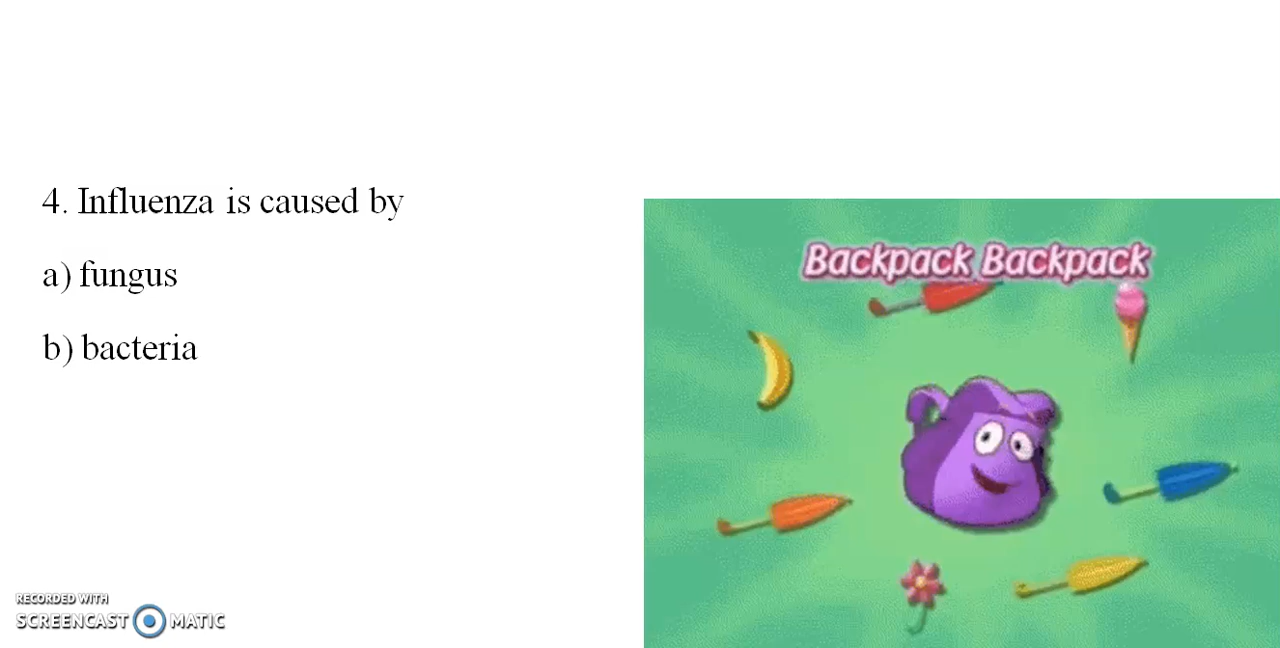 4. Influenza is caused by
a) fungus
b) bacteria
Backpack Backpack
RECORDED WITH
SCREENCAST MATIC